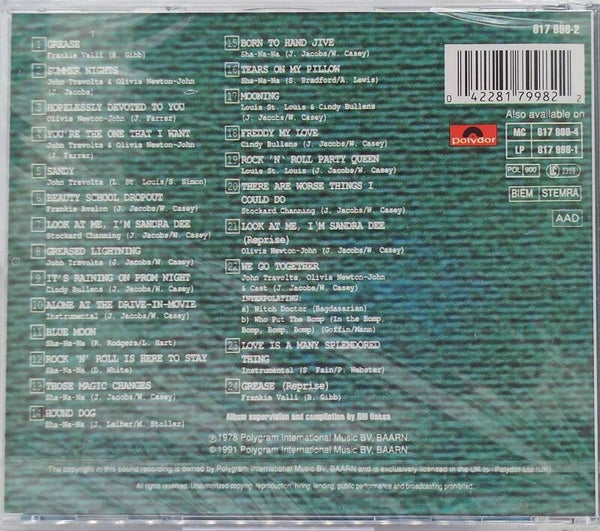 1 GREASE
Frankie Valli (B. Gibb)
2 SUMMER NIGHTS
John Travolta & Olivia Newton-John
(J. Jacobs)
3 HOPELESSLY DEVOTED TO YOU
Olivia Newton-John (J. Farrar)
4 YOU'RE THE ONE THAT I WANT
John Travolta & Olivia Newton-John
(J. Farrar)
5 SANDY
John Travolta (L. St.Louis/S Simon)
6 BEAUTY SCHOOL DROPOUT
Frankie Avalon (J. Jacobs/W. Casey)
7 LOOK AT ME, I'M SANDRA DEE
Stockard Channing (J. Jacobs/W. Casey)
8 GREASED LIGHTNING
John Travolta (J. Jacobs/W. Casey)
9 IT'S RAINING ON PROM NIGHT
Cindy Bullens (J. Jacobs/W. Casey)
10 ALONE AT THE DRIVE-IN-MOVIE
Instrumental (J. Jacobs/W. Casey)
11 BLUE MOON
Sha-Na-Na (R. Rodgers/L. Hart)
12 ROCK 'N' ROLL IS HERE TO STAY
Sha-Na-Na (D. White)
13 THOSE MAGIC CHANGES
Sha-Na-Na (J. Jacobs/W. Casey)
14 HOUND DOG
Sha-Na-Na (J. Leiber/M. Stoller)
15 BORN TO HAND JIVE
Sha-Na-Na (J. Jacobs/W. Casey)
16 TEARS ON MY PILLOW
Sha-Na-Na (S. Bradford/A. Lewis)
17 MOONING
Louis St. Louis & Cindy Bullens
(J. Jacobs/W. Casey)
18 FREDDY MY LOVE
Cindy Bullens (J. Jacobs/W. Casey)
19 ROCK 'N' ROLL PARTY QUEEN
Louis St. Louis (J. Jacobs/W. Casey)
20 THERE ARE WORSE THINGS I
COULD DO
Stockard Channing (J. Jacobs/W. Casey)
21 LOOK AT ME, I'M SANDRA DEE
(Reprise)
Olivia Newton-John (J. Jacobs/W. Casey)
22 WE GO TOGETHER
John Travolta, Olivia Newton-John
& Cast (J. Jacobs/W. Casey)
INTERPOLATING:
a) Witch Doctor (Bagdasarian)
b) Who Put The Bomp (In the Bomp
Bomp, Bomp, Bomp) (Goffin/Mann)
23 LOVE IS A MANY SPLENDORED
THING
Instrumental (S Fain/P. Webster)
24 GREASE (Reprise)
Frankie Valli (B. Gibb)
Album supervision and compilation by Bill Oakes
℗1978 Polygram International Music BV, BAARN.
©1991 Polygram International Music BV, BAARN.
The copyright in this sound recording is owned by Polygram International Music BV, BAARN and is exclusively licensed in the UK to Polydor Ltd (UK).
All rights reserved. Unauthorized copying, reproduction, hiring, lending, public performance and broadcasting prohibited.
817 998-2
0 42281 79982 2
Also available on
Polydor
MC 817 998-4
LP 817 998-1
POL 900
BIEM STEMRA
AAD